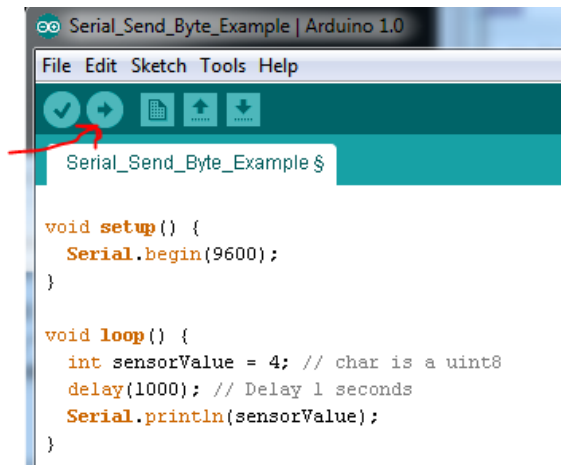 Serial_Send_Byte_Example | Arduino 1.0
File Edit Sketch Tools Help
Serial_Send_Byte_Example §
void setup() {
  Serial.begin(9600);
}
void loop() {
  int sensorValue = 4; // char is a uint8
  delay(1000); // Delay 1 seconds
  Serial.println(sensorValue);
}